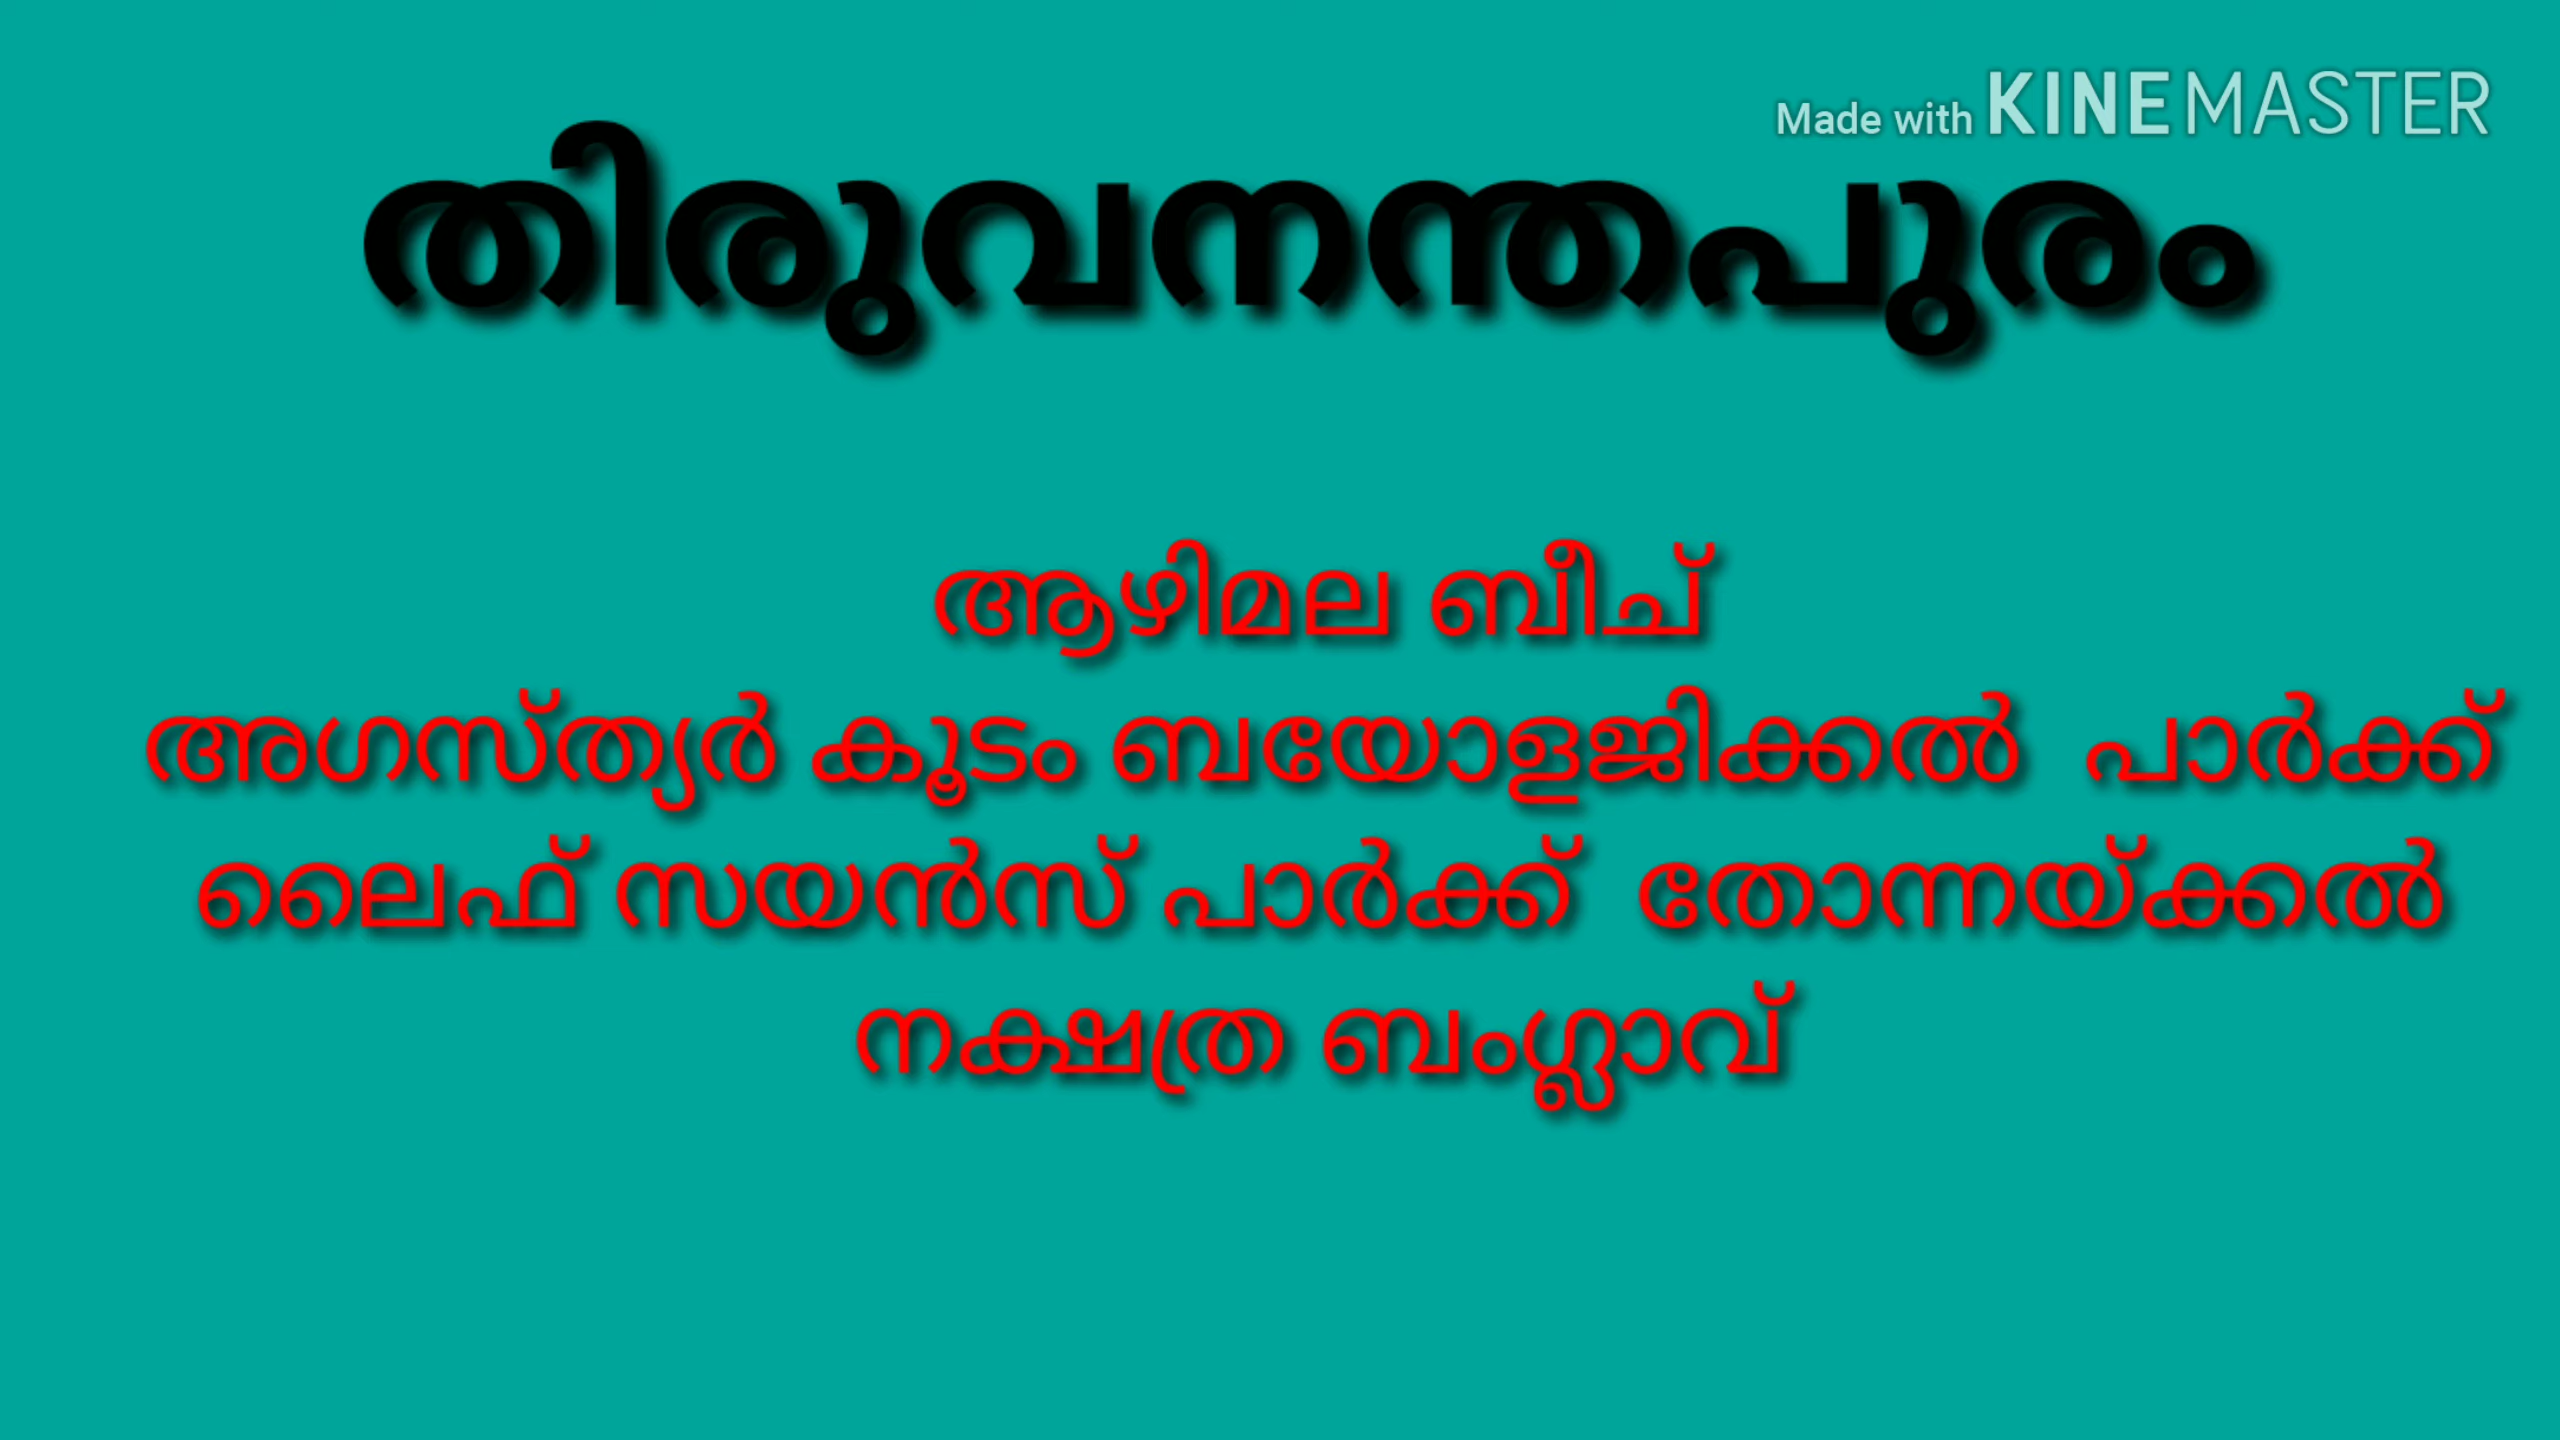 Made with KINEMASTER
തിരുവനന്തപുരം
ആഴിമല ബീച്
അഗസ്ത്യർ കൂടം ബയോളജിക്കൽ പാർക്ക്
ലൈഫ് സയൻസ് പാർക്ക് തോന്നയ്ക്കൽ
നക്ഷത്ര ബംഗ്ലാവ്